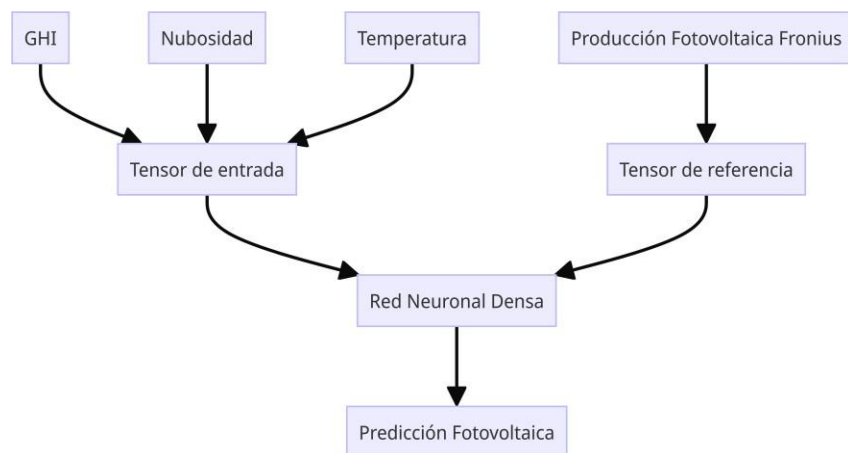 GHI
Nubosidad
Temperatura
Producción Fotovoltaica Fronius
Tensor de entrada
Tensor de referencia
Red Neuronal Densa
Predicción Fotovoltaica